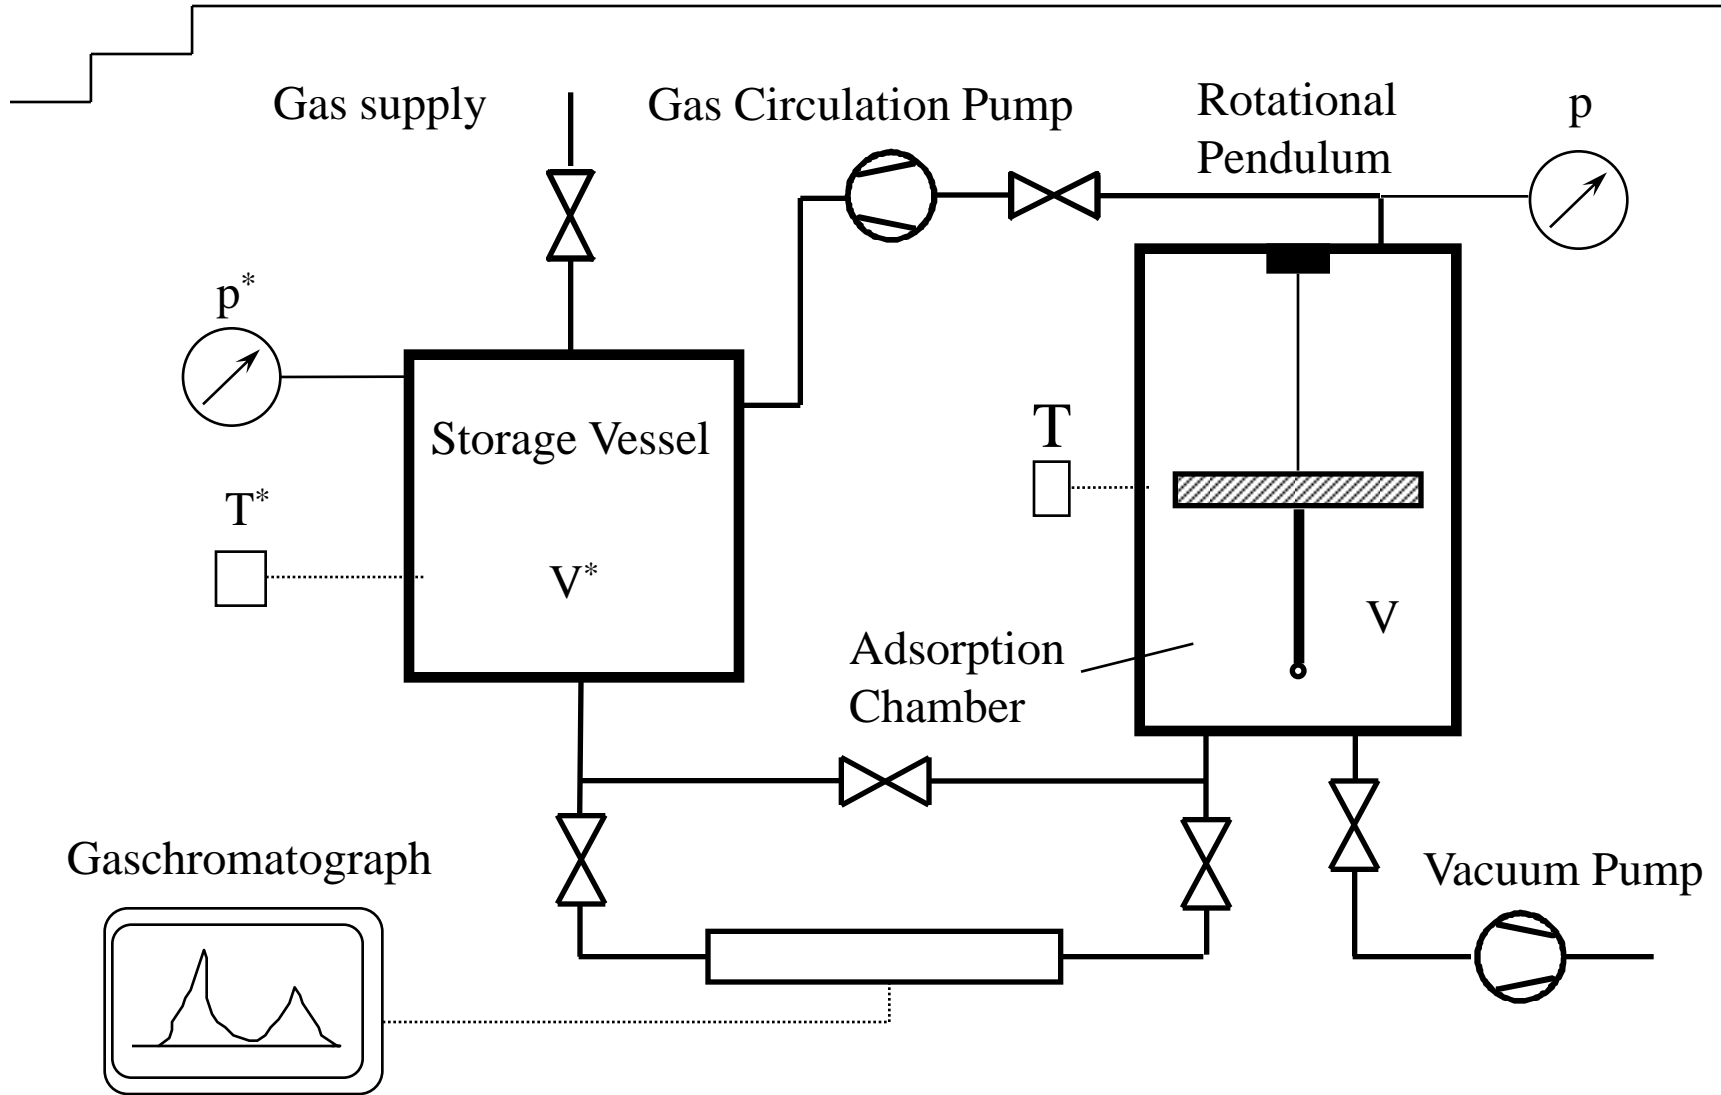 Gas supply
Gas Circulation Pump
Rotational
Pendulum
p
p*
Storage Vessel
T
T*
V*
V
Adsorption
Chamber
Gaschromatograph
Vacuum Pump